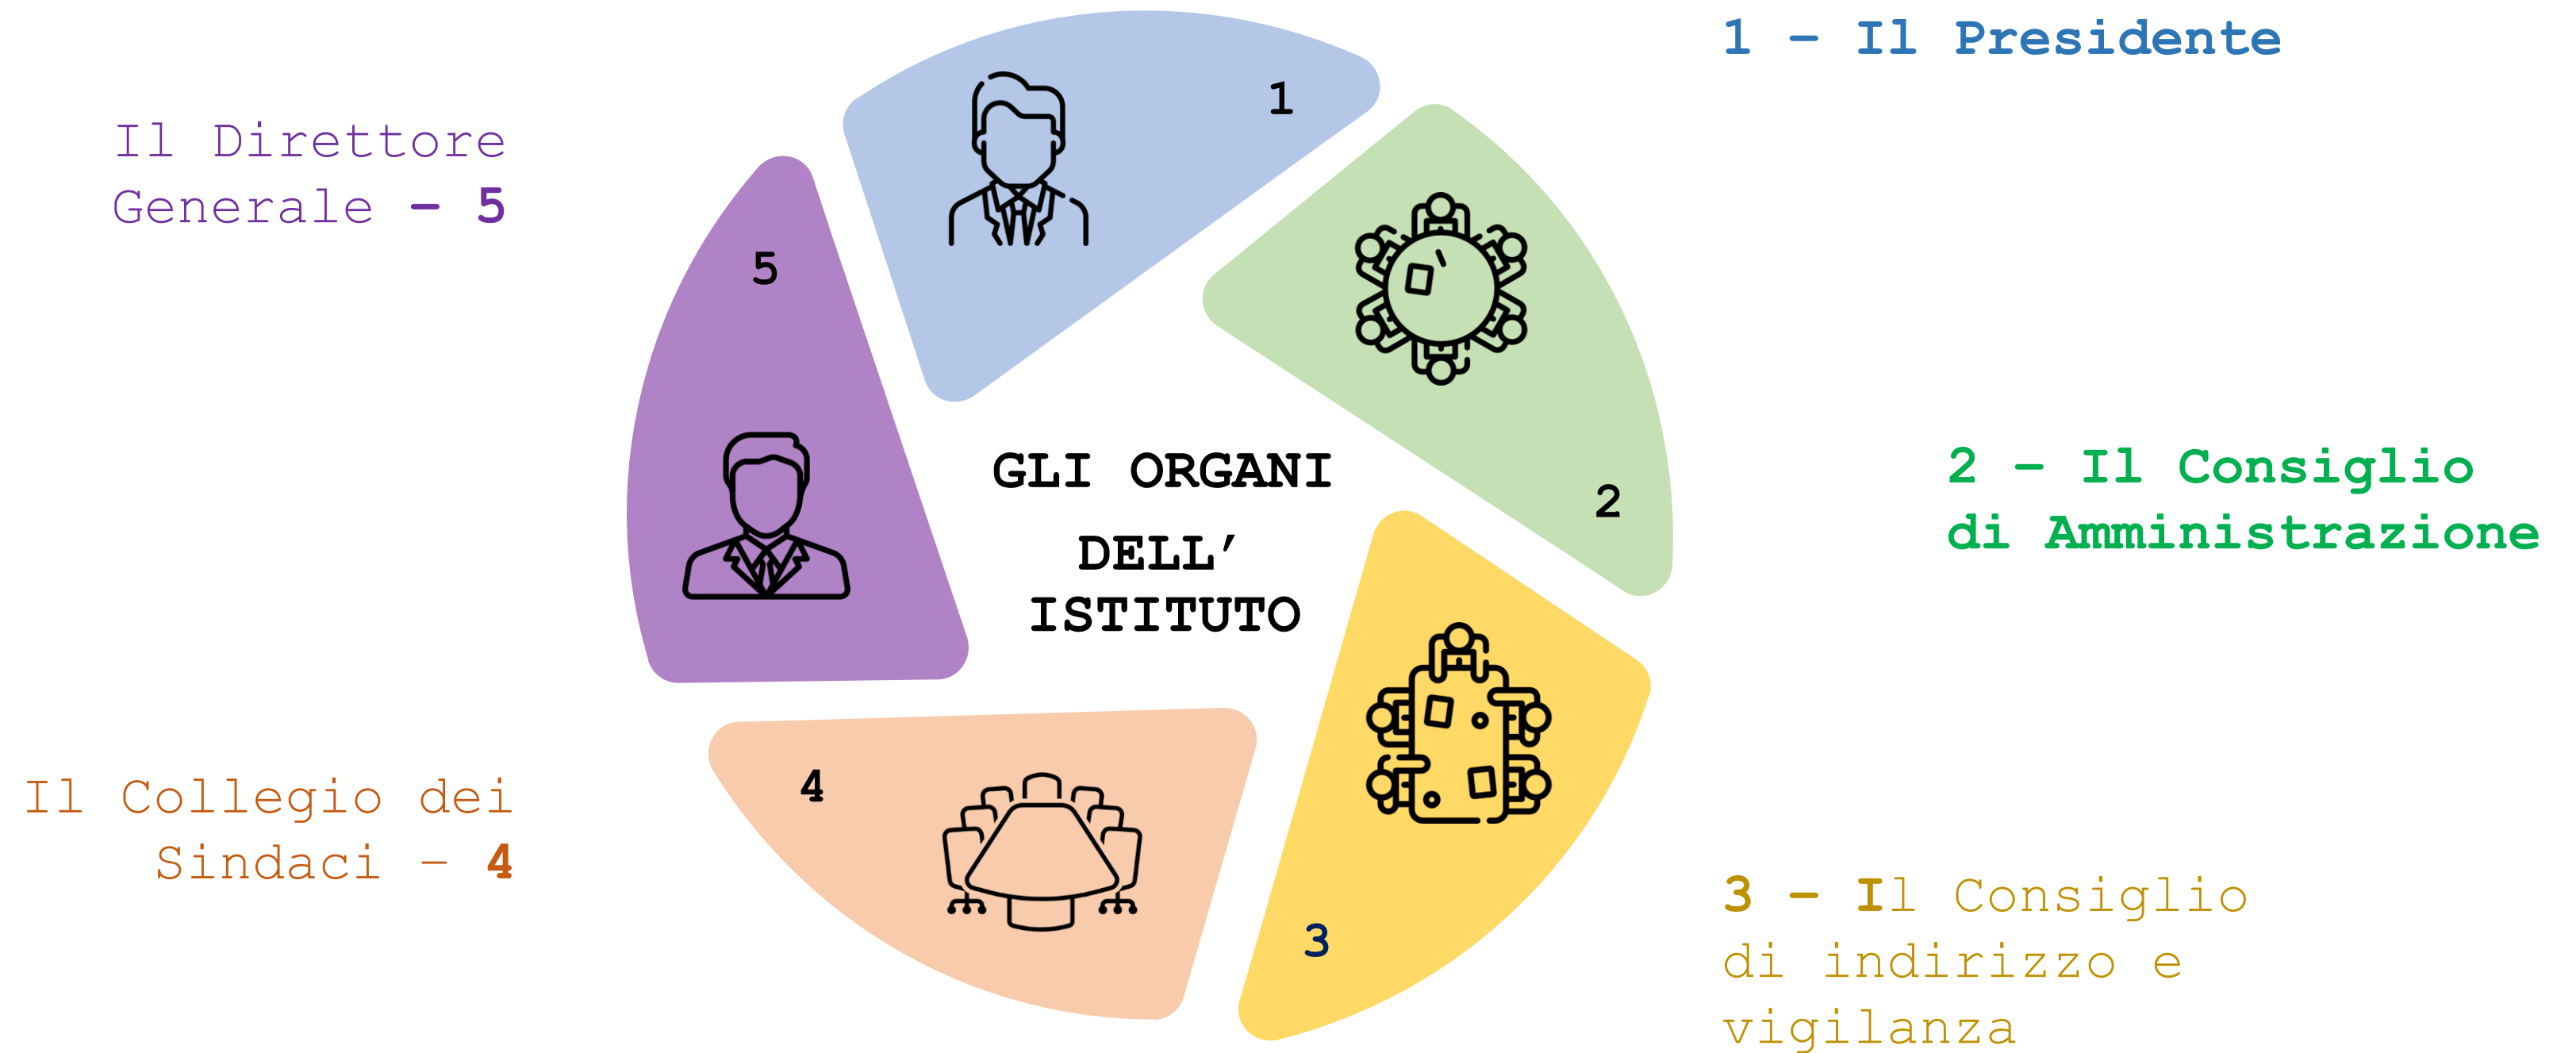 1 – Il Presidente
1
Il Direttore
Generale – 5
5
GLI ORGANI
DELL’
ISTITUTO
2
2 – Il Consiglio
di Amministrazione
4
Il Collegio dei
Sindaci – 4
3
3 – Il Consiglio
di indirizzo e
vigilanza